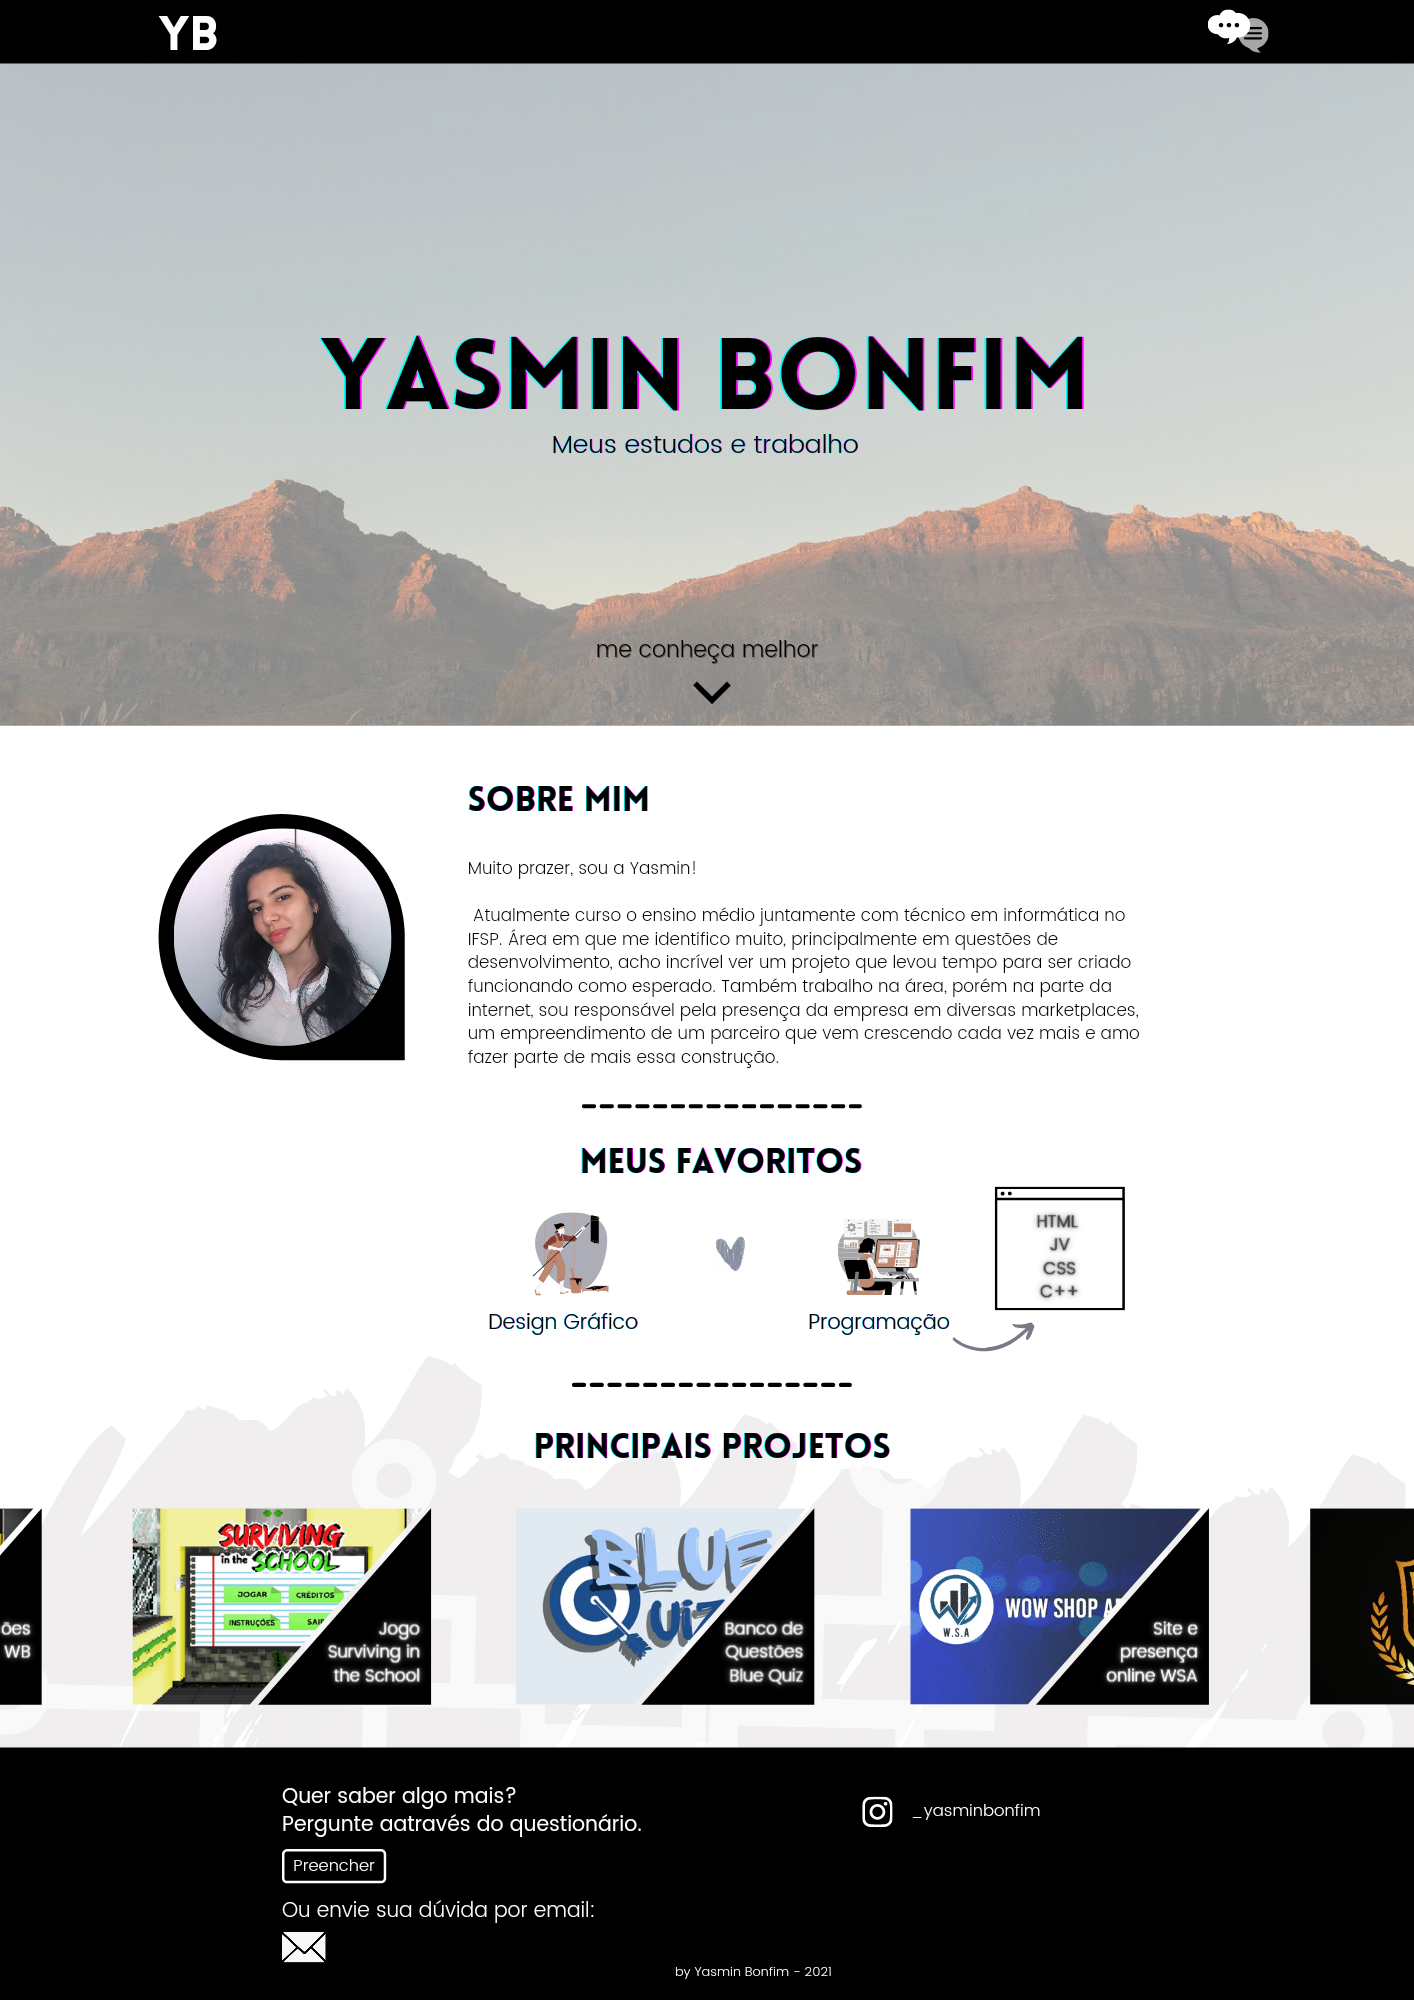 YB
YASMIN BONFIM
Meus estudos e trabalho
me conheça melhor
SOBRE MIM
Muito prazer, sou a Yasmin!
Atualmente curso o ensino médio juntamente com técnico em informática no
IFSP. Área em que me identifico muito, principalmente em questões de
desenvolvimento, acho incrível ver um projeto que levou tempo para ser criado
funcionando como esperado. Também trabalho na área, porém na parte da
internet, sou responsável pela presença da empresa em diversas marketplaces,
um empreendimento de um parceiro que vem crescendo cada vez mais e amo
fazer parte de mais essa construção.
MEUS FAVORITOS
HTML
JV
CSS
C++
Design Gráfico
Programação
PRINCIPAIS PROJETOS
ões
WB
SURVIVING
in the SCHOOL
JOGAR
CRÉDITOS
INSTRUÇÕES
SAI
Jogo
Surviving in
the School
BLUE
uiz
Banco de
Questões
Blue Quiz
W.S.A
WOW SHOP A
Site e
presença
online WSA
Quer saber algo mais?
Pergunte aatravés do questionário.
Preencher
Ou envie sua dúvida por email:
_yasminbonfim
by Yasmin Bonfim - 2021